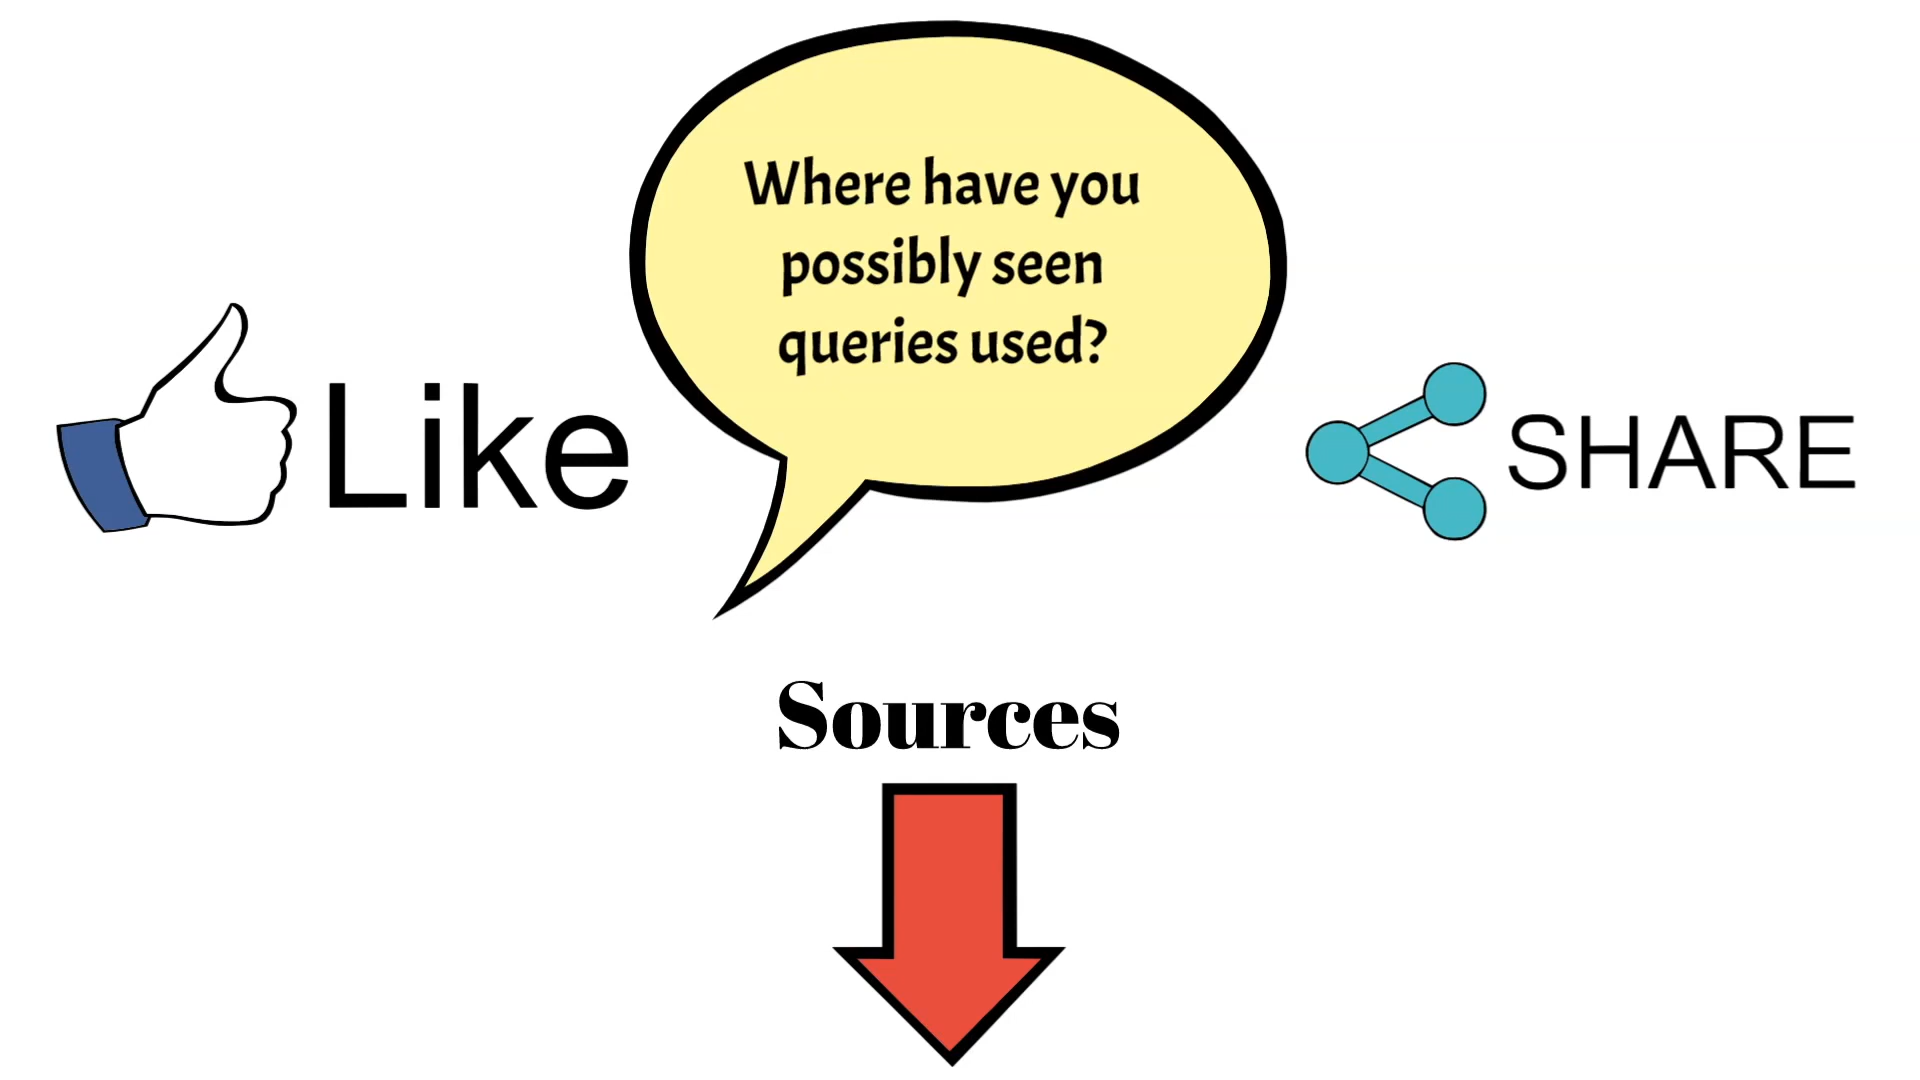 Where have you
possibly seen
queries used?
Like
SHARE
Sources